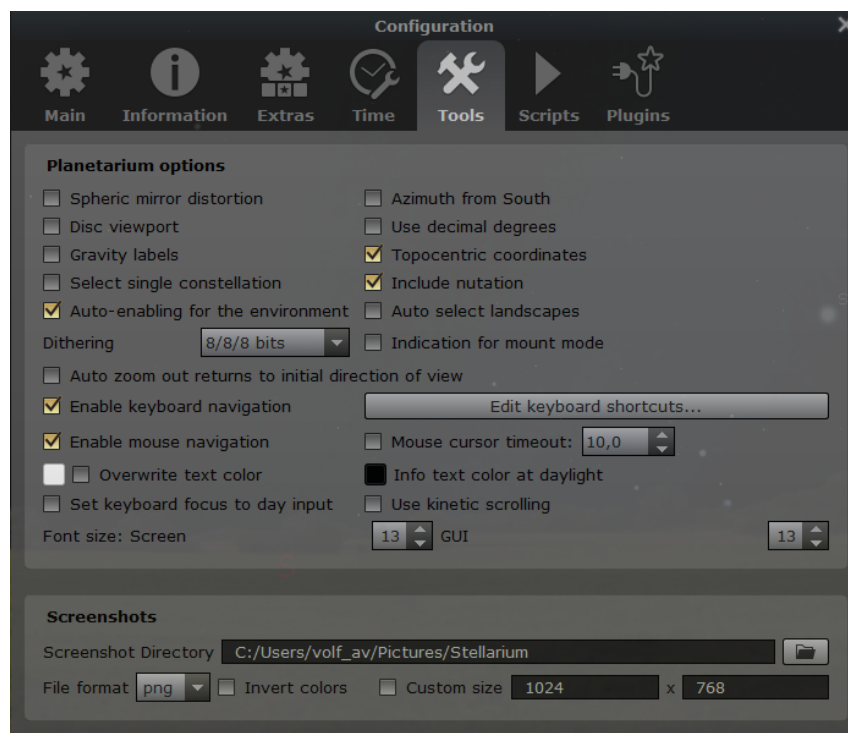 Configuration
Main Information Extras Time Tools Scripts Plugins
Planetarium options
Spheric mirror distortion Azimuth from South
Disc viewport Use decimal degrees
Gravity labels Topocentric coordinates
Select single constellation Include nutation
Auto-enabling for the environment Auto select landscapes
Dithering 8/8/8 bits Indication for mount mode
Auto zoom out returns to initial direction of view
Enable keyboard navigation Edit keyboard shortcuts...
Enable mouse navigation Mouse cursor timeout: 10,0
Overwrite text color Info text color at daylight
Set keyboard focus to day input Use kinetic scrolling
Font size: Screen 13 GUI 13
Screenshots
Screenshot Directory C:/Users/volf_av/Pictures/Stellarium
File format png Invert colors Custom size 1024 x 768